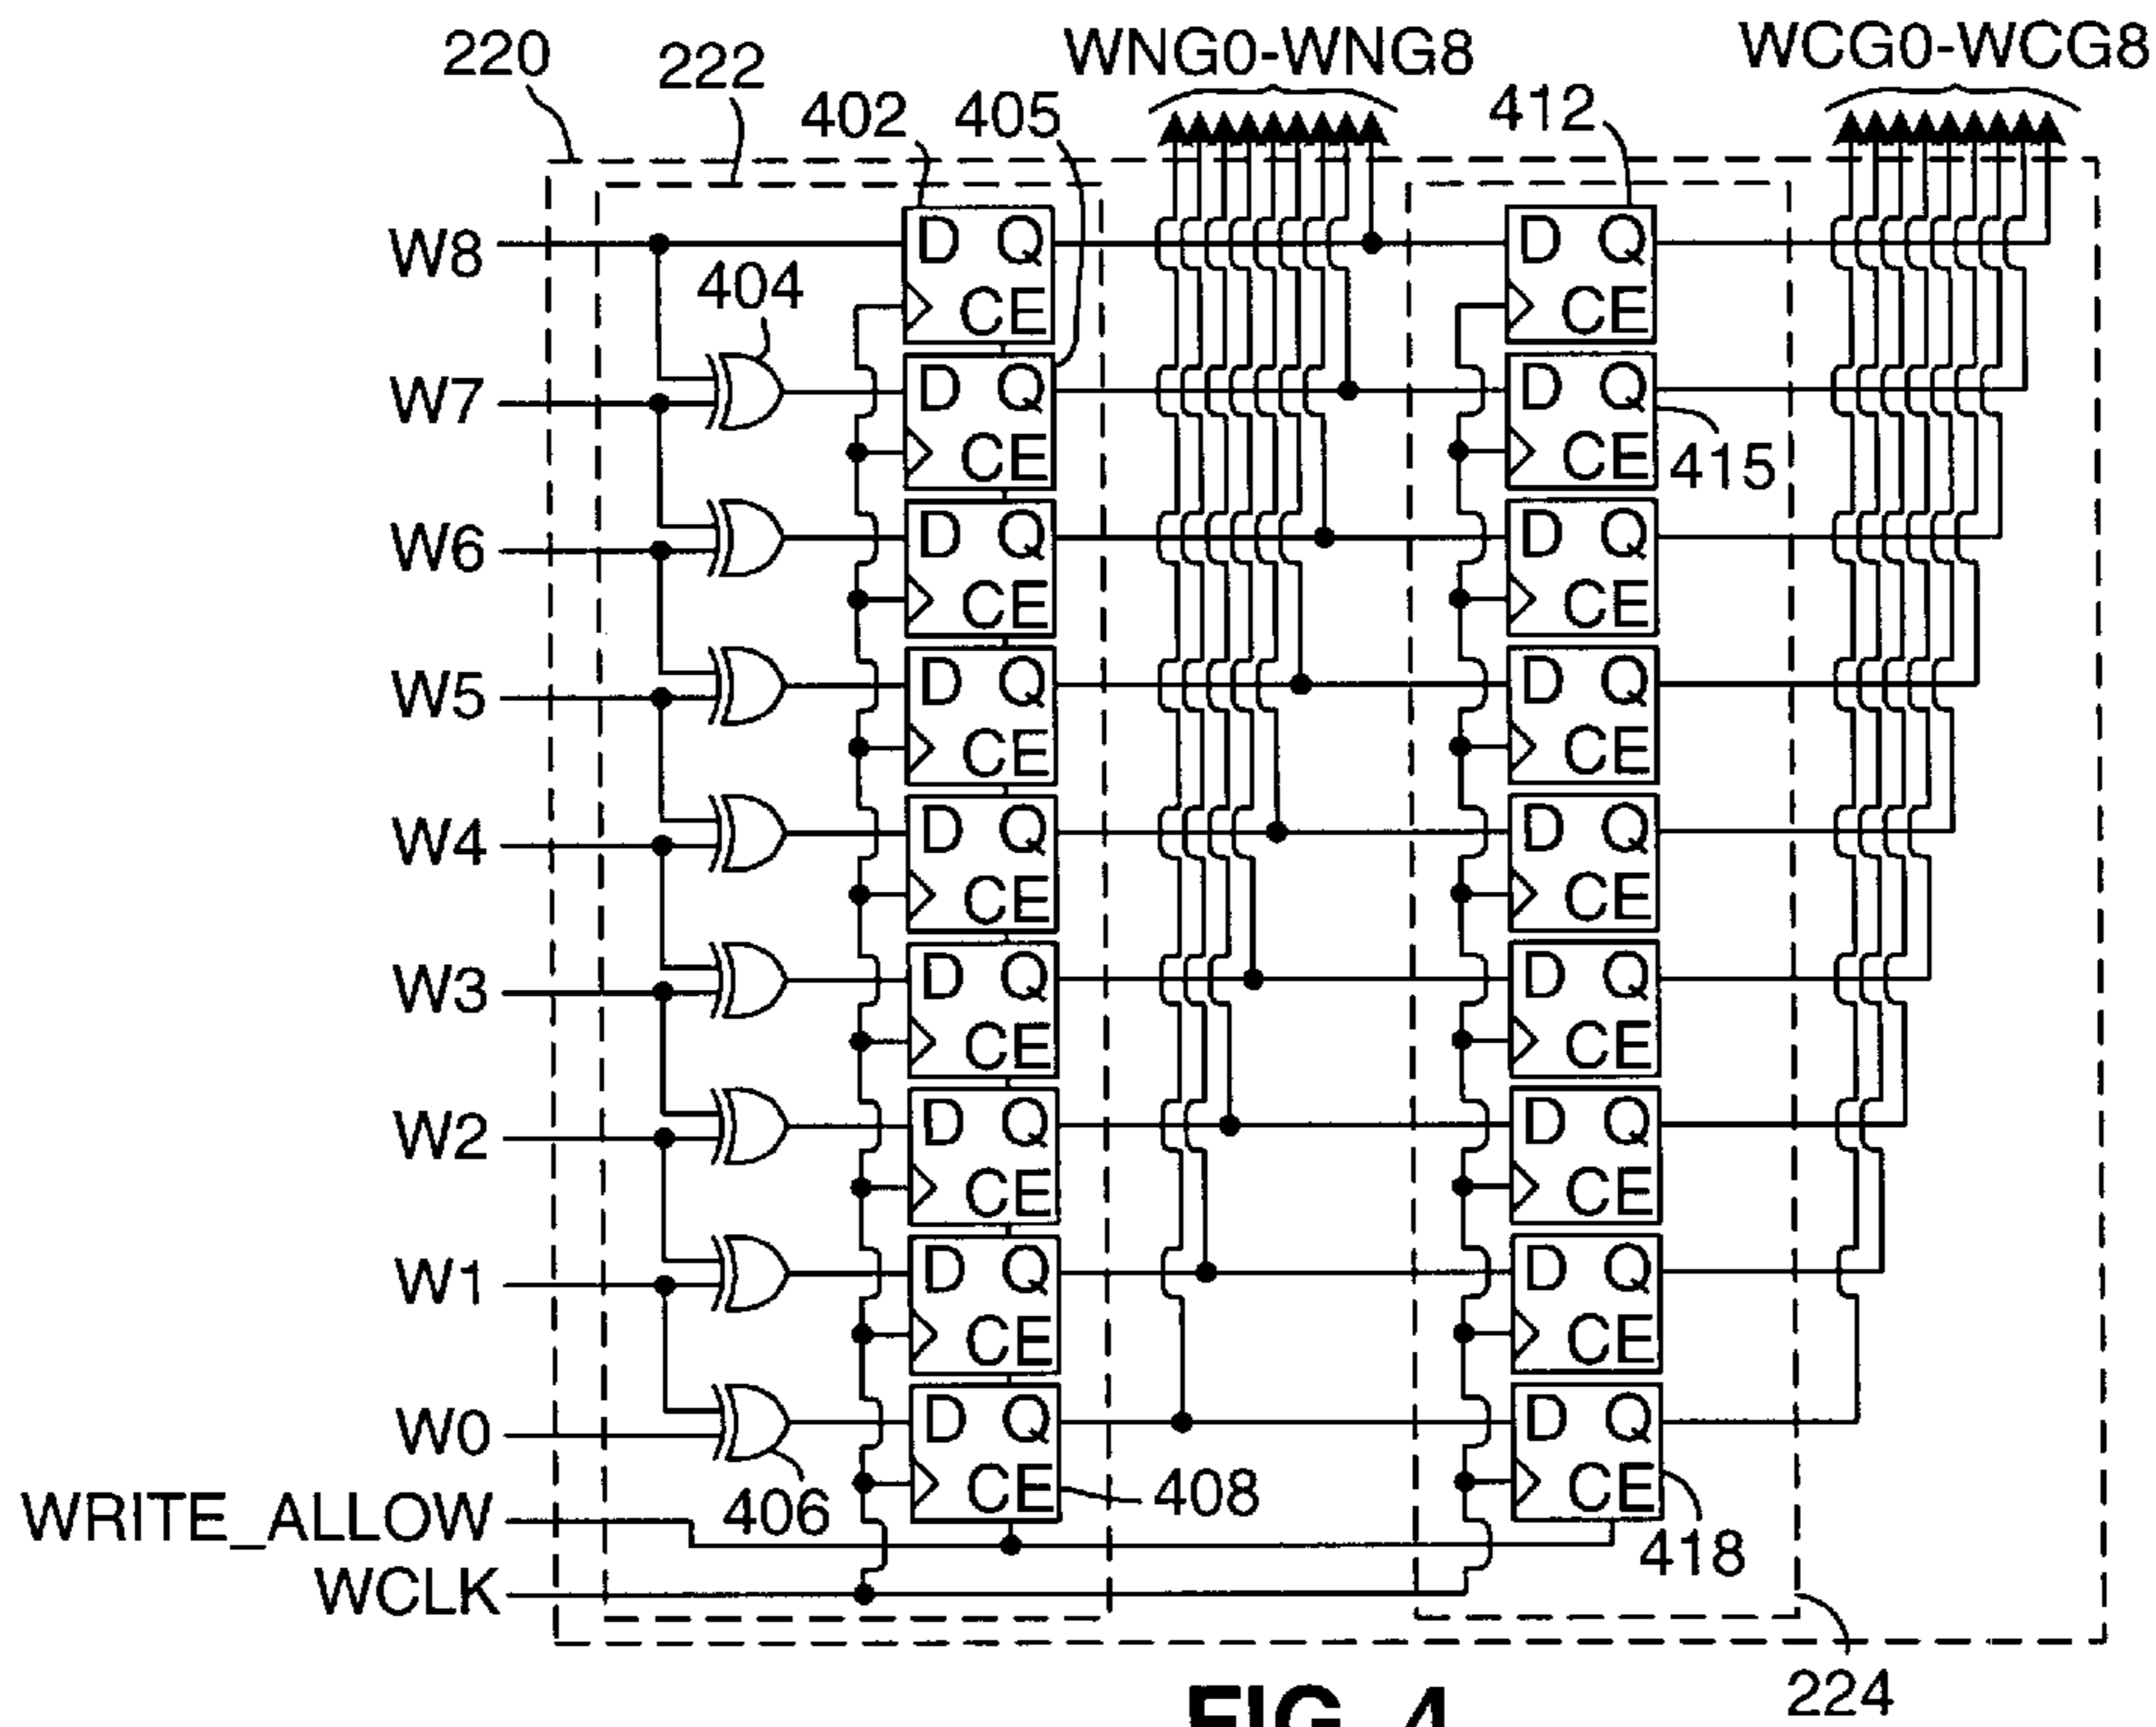 220
222
WNG0-WNG8
WCG0-WCG8
402
405
412
W8
D Q
D Q
404
CE
CE
W7
D Q
D Q
CE
CE
415
W6
D Q
D Q
CE
CE
W5
D Q
D Q
CE
CE
W4
D Q
D Q
CE
CE
W3
D Q
D Q
CE
CE
W2
D Q
D Q
CE
CE
W1
D Q
D Q
CE
CE
W0
D Q
D Q
CE
CE
406
408
418
WRITE_ALLOW
WCLK
224
FIG. 4